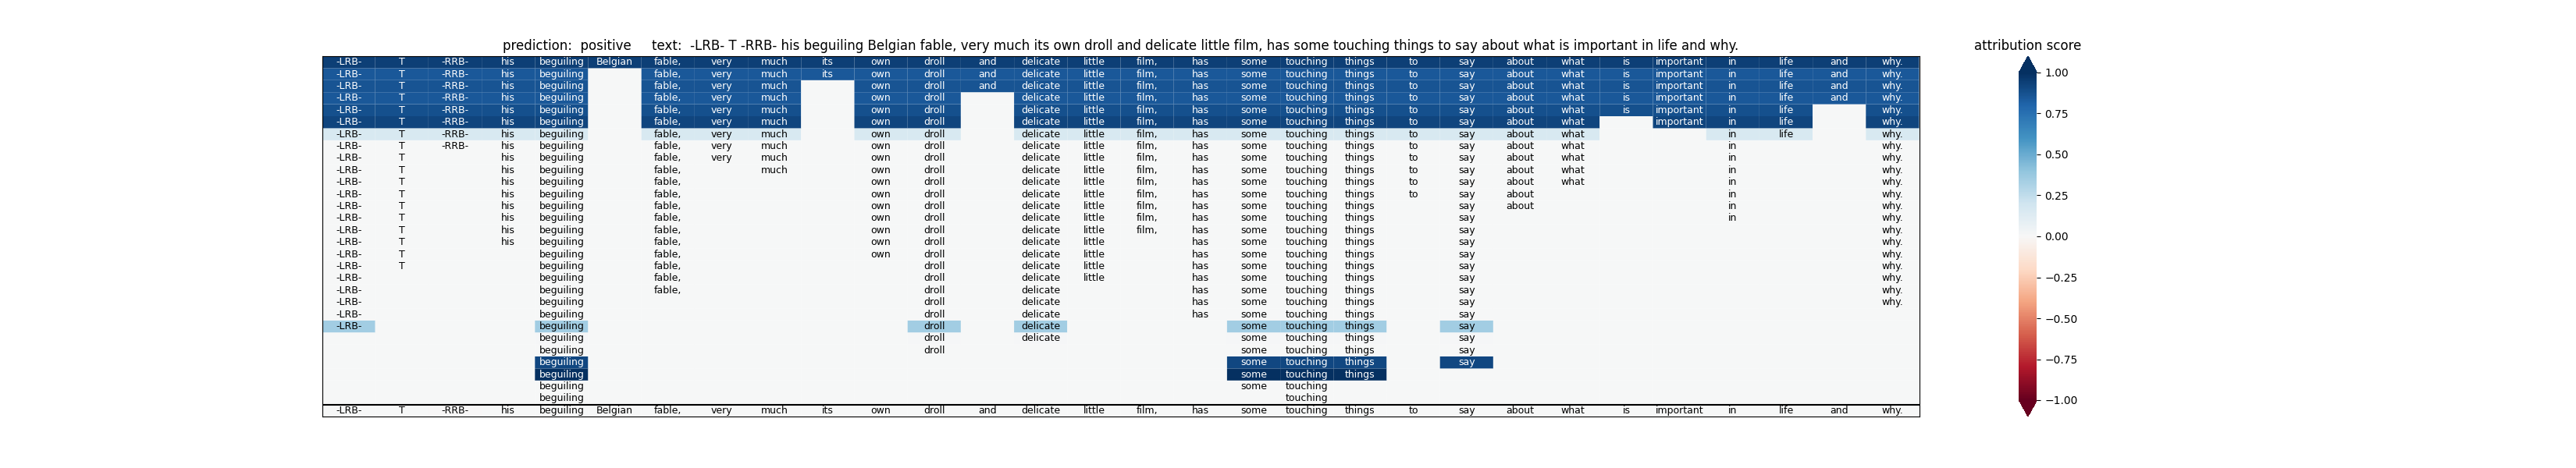 prediction: positive text: -LRB- T -RRB- his beguiling Belgian fable, very much its own droll and delicate little film, has some touching things to say about what is important in life and why.
attribution score
-LRB- T -RRB- his beguiling Belgian fable, very much its own droll and delicate little film, has some touching things to say about what is important in life and why.
-LRB- T -RRB- his beguiling fable, very much its own droll and delicate little film, has some touching things to say about what is important in life and why.
-LRB- T -RRB- his beguiling fable, very much own droll and delicate little film, has some touching things to say about what is important in life and why.
-LRB- T -RRB- his beguiling fable, very much own droll delicate little film, has some touching things to say about what is important in life and why.
-LRB- T -RRB- his beguiling fable, very much own droll delicate little film, has some touching things to say about what is important in life why.
-LRB- T -RRB- his beguiling fable, very much own droll delicate little film, has some touching things to say about what important in life why.
-LRB- T -RRB- his beguiling fable, very much own droll delicate little film, has some touching things to say about what in life why.
-LRB- T -RRB- his beguiling fable, very much own droll delicate little film, has some touching things to say about what in why.
-LRB- T his beguiling fable, very much own droll delicate little film, has some touching things to say about what in why.
-LRB- T his beguiling fable, much own droll delicate little film, has some touching things to say about what in why.
-LRB- T his beguiling fable, own droll delicate little film, has some touching things to say about what in why.
-LRB- T his beguiling fable, own droll delicate little film, has some touching things to say about in why.
-LRB- T his beguiling fable, own droll delicate little film, has some touching things say about in why.
-LRB- T his beguiling fable, own droll delicate little film, has some touching things say in why.
-LRB- T his beguiling fable, own droll delicate little film, has some touching things say why.
-LRB- T his beguiling fable, own droll delicate little has some touching things say why.
-LRB- T beguiling fable, own droll delicate little has some touching things say why.
-LRB- T beguiling fable, droll delicate little has some touching things say why.
-LRB- beguiling fable, droll delicate little has some touching things say why.
-LRB- beguiling fable, droll delicate has some touching things say why.
-LRB- beguiling droll delicate has some touching things say why.
-LRB- beguiling droll delicate has some touching things say
-LRB- beguiling droll delicate some touching things say
beguiling droll delicate some touching things say
beguiling droll some touching things say
beguiling some touching things say
beguiling some touching things
beguiling some touching
beguiling touching
-LRB- T -RRB- his beguiling Belgian fable, very much its own droll and delicate little film, has some touching things to say about what is important in life and why.
1.00
0.75
0.50
0.25
0.00
−0.25
−0.50
−0.75
−1.00